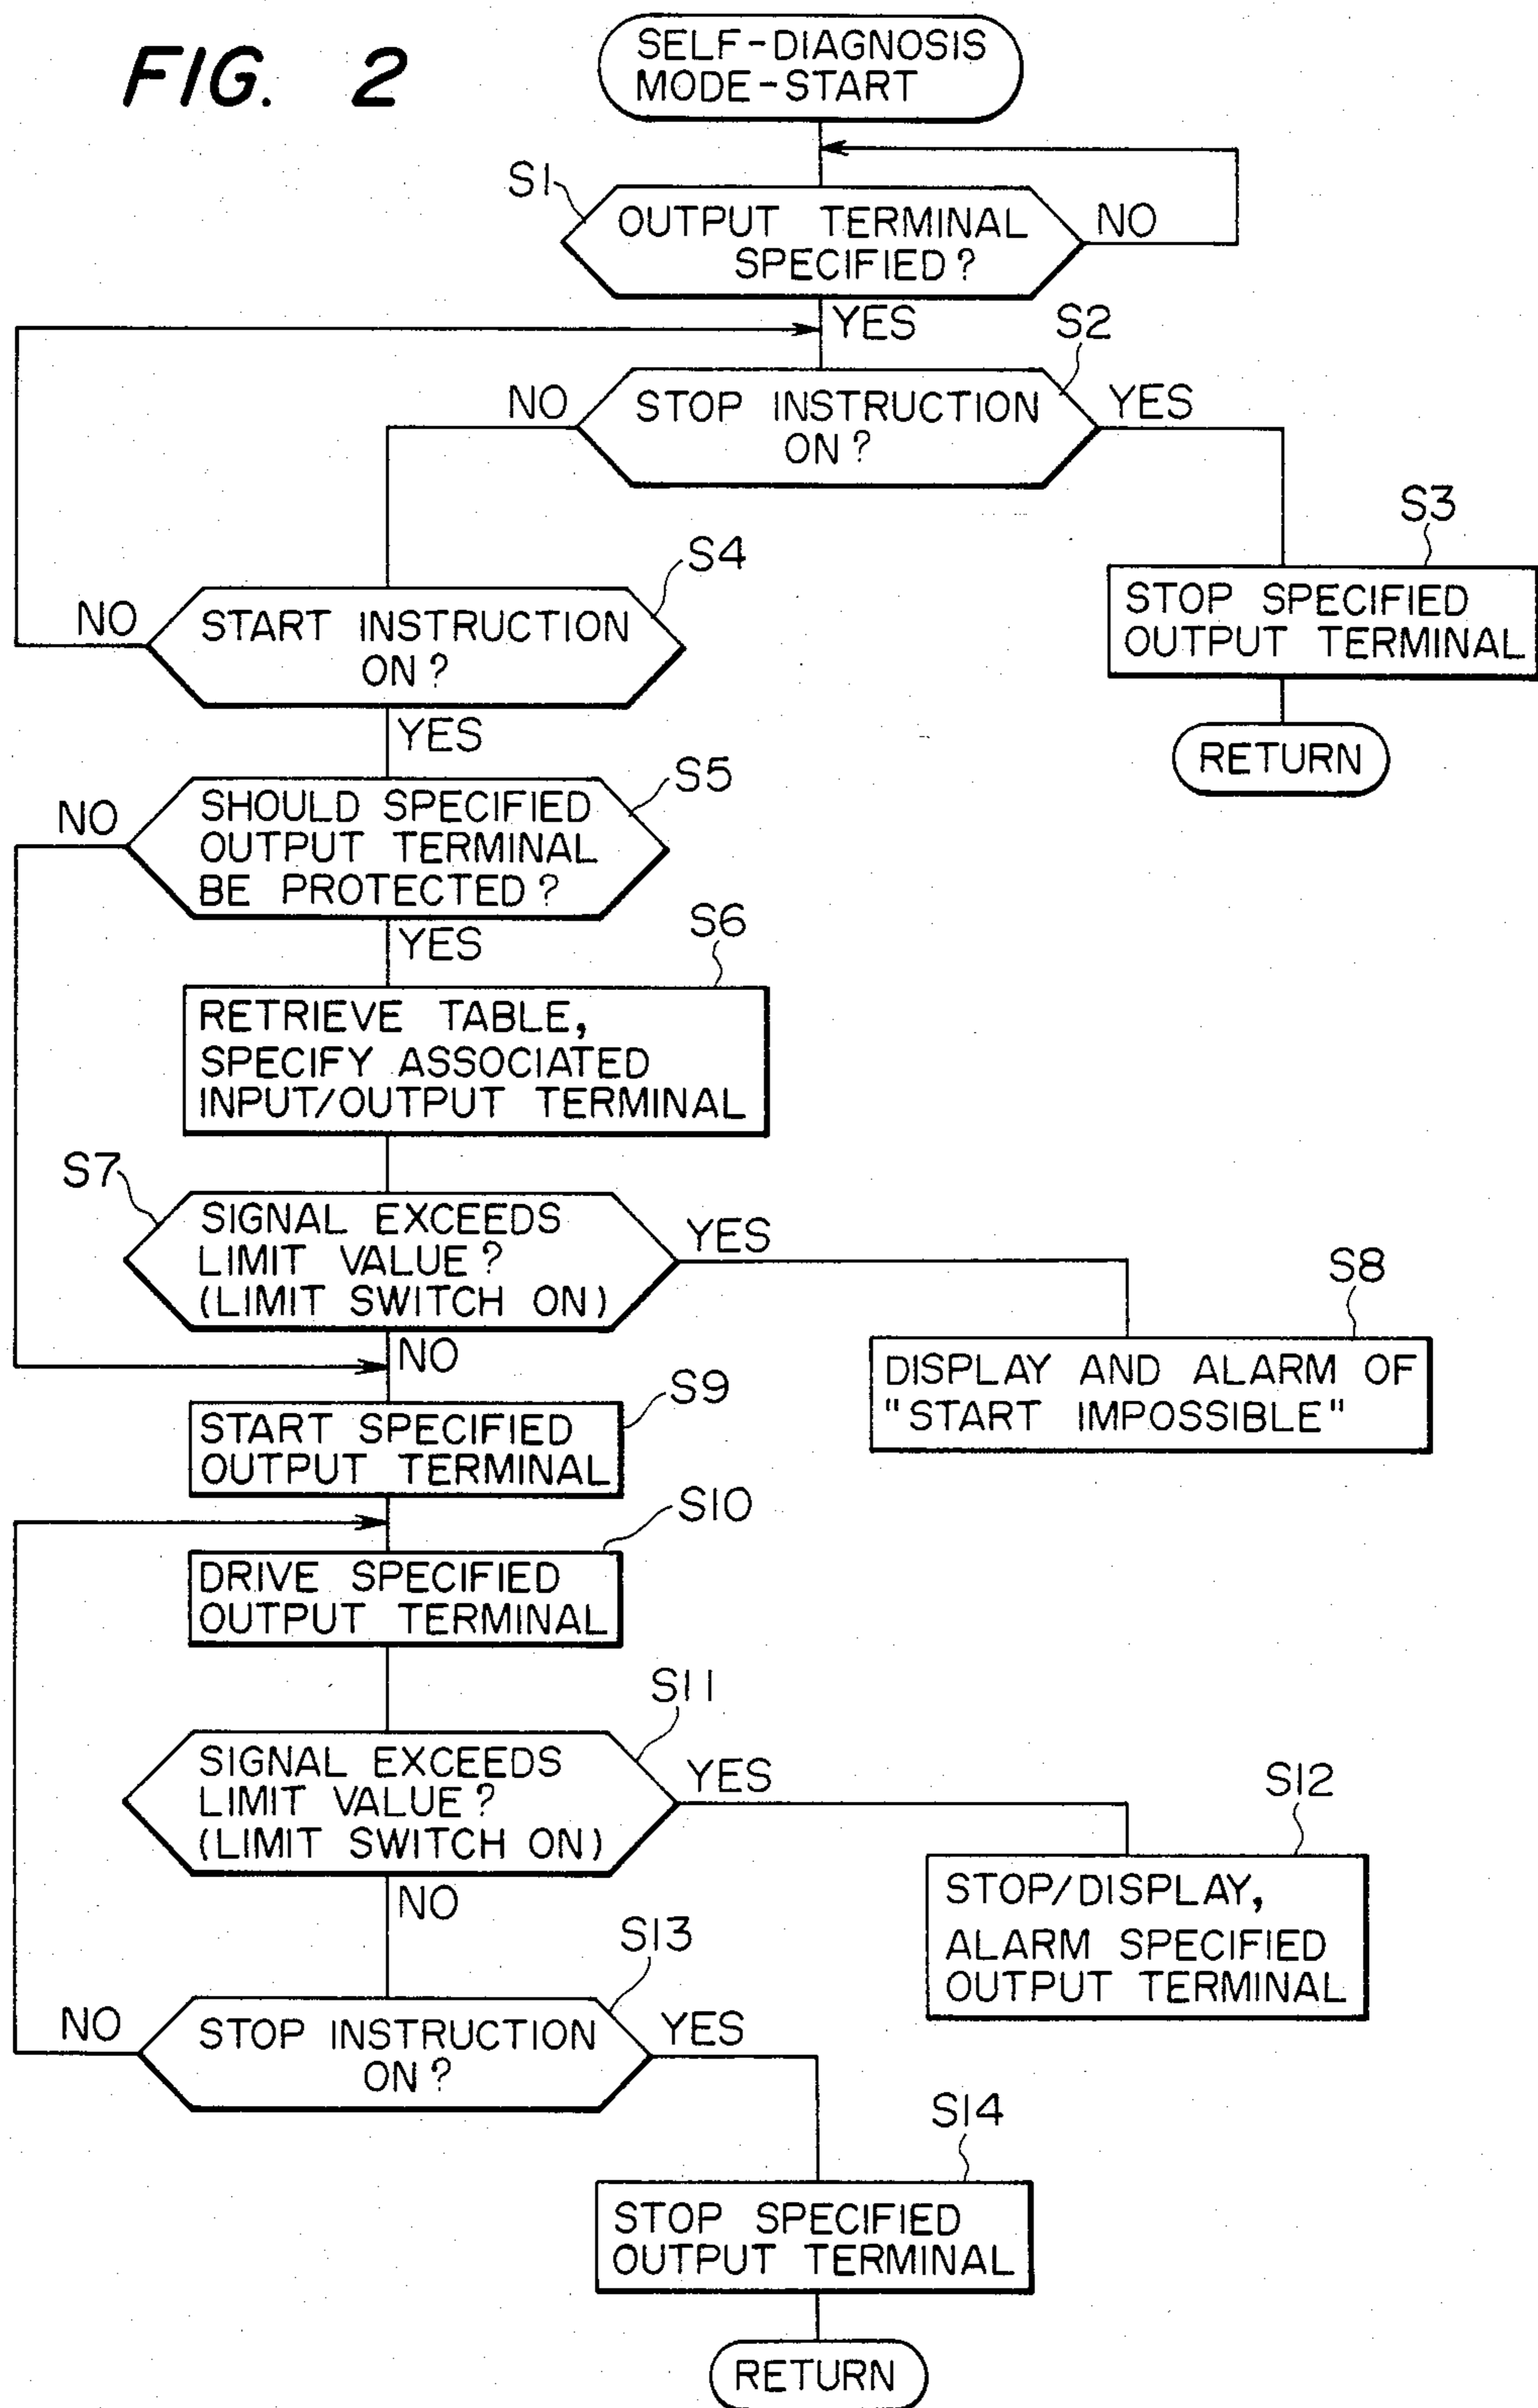 FIG. 2
SELF-DIAGNOSIS
MODE-START
S1
OUTPUT TERMINAL
SPECIFIED?
NO
YES
S2
NO
STOP INSTRUCTION
ON?
YES
S3
STOP SPECIFIED
OUTPUT TERMINAL
RETURN
S4
NO
START INSTRUCTION
ON?
YES
S5
NO
SHOULD SPECIFIED
OUTPUT TERMINAL
BE PROTECTED?
YES
S6
RETRIEVE TABLE,
SPECIFY ASSOCIATED
INPUT/OUTPUT TERMINAL
S7
SIGNAL EXCEEDS
LIMIT VALUE?
(LIMIT SWITCH ON)
YES
S8
DISPLAY AND ALARM OF
"START IMPOSSIBLE"
NO
S9
START SPECIFIED
OUTPUT TERMINAL
S10
DRIVE SPECIFIED
OUTPUT TERMINAL
S11
SIGNAL EXCEEDS
LIMIT VALUE?
(LIMIT SWITCH ON)
YES
S12
STOP/DISPLAY,
ALARM SPECIFIED
OUTPUT TERMINAL
NO
S13
NO
STOP INSTRUCTION
ON?
YES
S14
STOP SPECIFIED
OUTPUT TERMINAL
RETURN